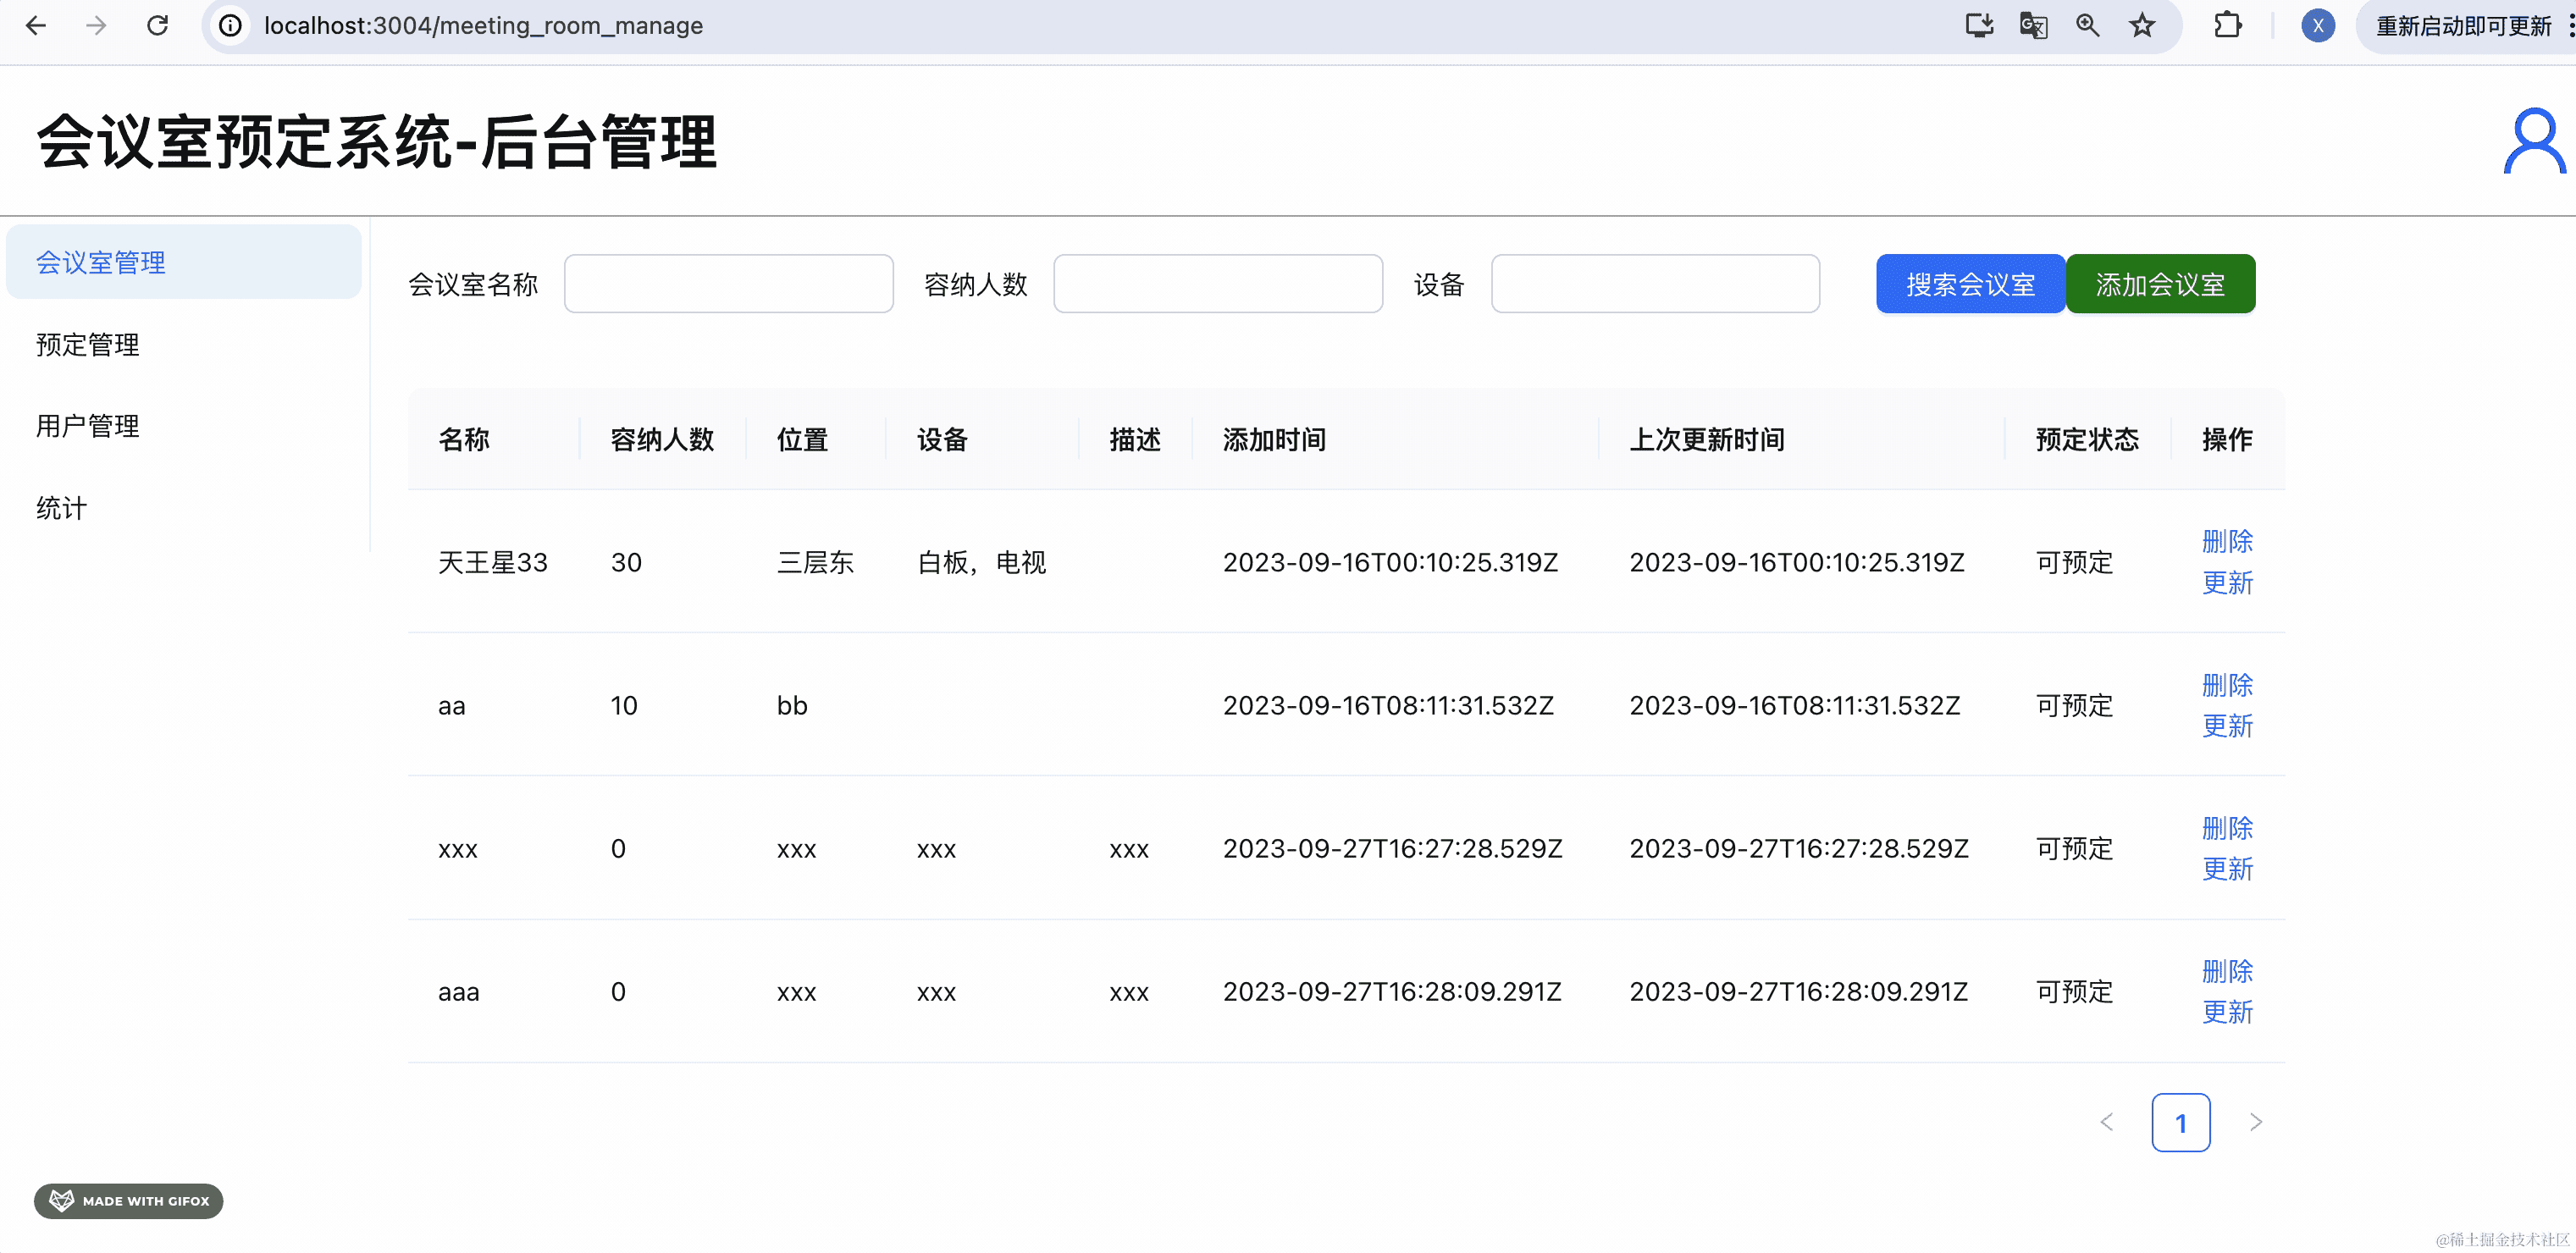 localhost:3004/meeting_room_manage
X
重新启动即可更新
会议室预定系统-后台管理
会议室管理
预定管理
用户管理
统计
会议室名称 容纳人数 设备 搜索会议室 添加会议室
名称 容纳人数 位置 设备 描述 添加时间 上次更新时间 预定状态 操作
天王星33 30 三层东 白板，电视 2023-09-16T00:10:25.319Z 2023-09-16T00:10:25.319Z 可预定 删除
更新
aa 10 bb 2023-09-16T08:11:31.532Z 2023-09-16T08:11:31.532Z 可预定 删除
更新
xxx 0 xxx xxx xxx 2023-09-27T16:27:28.529Z 2023-09-27T16:27:28.529Z 可预定 删除
更新
aaa 0 xxx xxx xxx 2023-09-27T16:28:09.291Z 2023-09-27T16:28:09.291Z 可预定 删除
更新
< 1 >
MADE WITH GIFOX
@稀土掘金技术社区